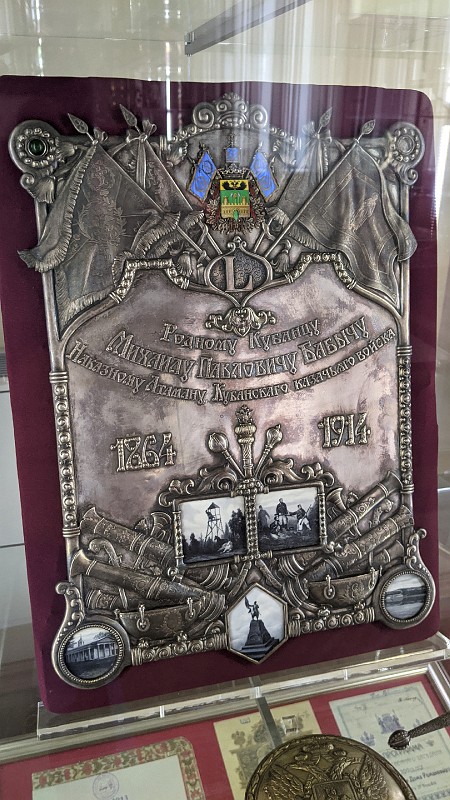 L
Родному Кубанцу
Михаилу Павловичу Бабычу
Наказному Атаману Кубанскаго казачьяго войска
1864
1914